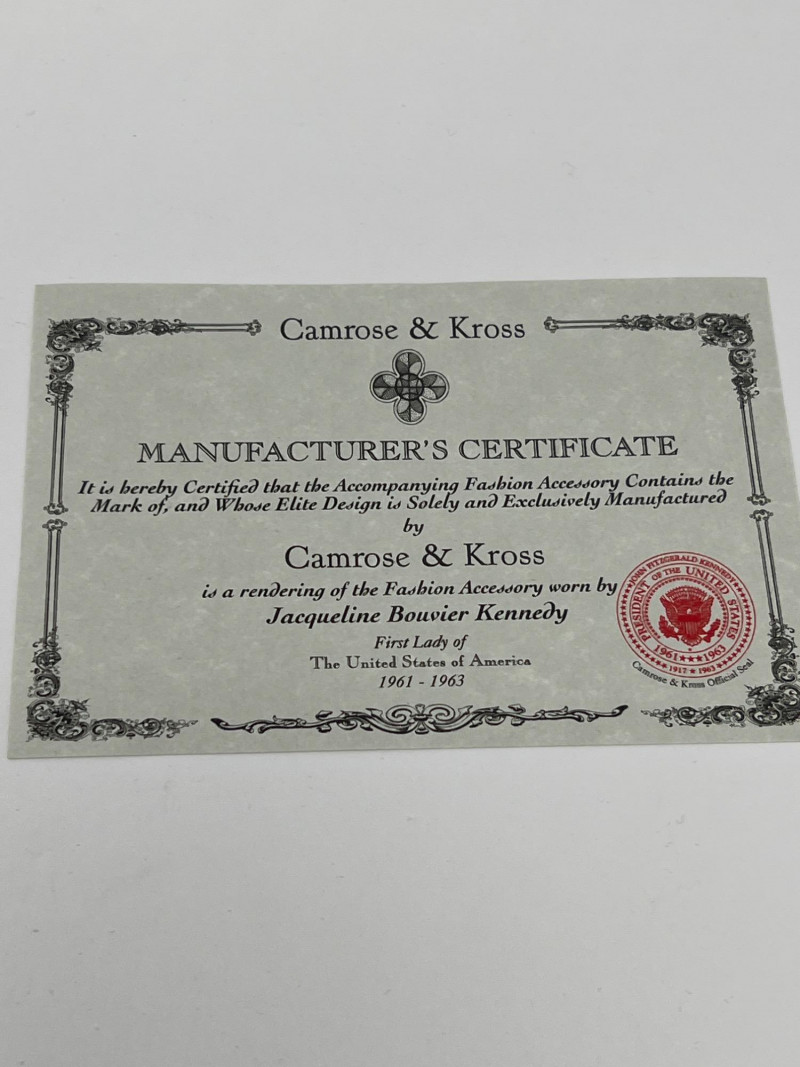 Camrose & Kross
MANUFACTURER'S CERTIFICATE
It is hereby Certified that the Accompanying Fashion Accessory Contains the
Mark of, and Whose Elite Design is Solely and Exclusively Manufactured
by
Camrose & Kross
is a rendering of the Fashion Accessory worn by
Jacqueline Bouvier Kennedy
First Lady of
The United States of America
1961 - 1963
JOHN FITZGERALD KENNEDY
PRESIDENT OF THE UNITED STATES
1961★★★1963
1917 ★ 1963
Camrose & Kross Official Seal